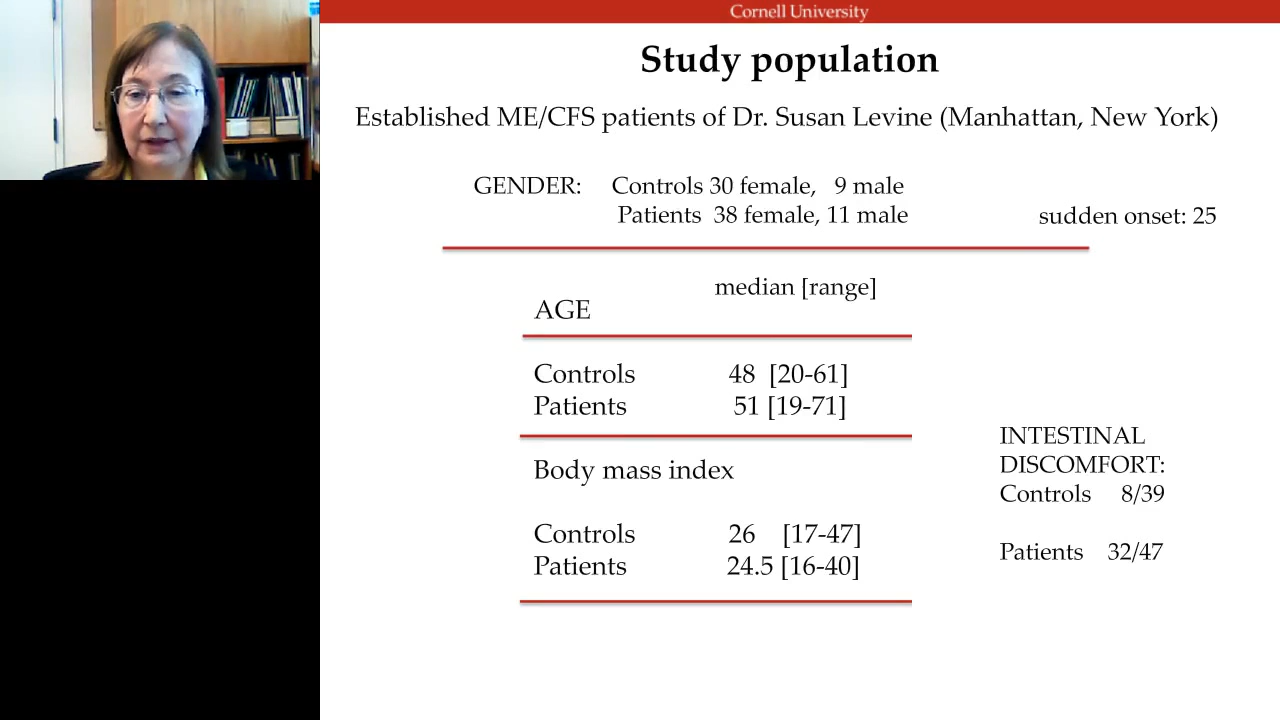 Cornell University
Study population
Established ME/CFS patients of Dr. Susan Levine (Manhattan, New York)
GENDER: Controls 30 female, 9 male
Patients 38 female, 11 male
sudden onset: 25
median [range]
AGE
Controls 48 [20-61]
Patients 51 [19-71]
Body mass index
Controls 26 [17-47]
Patients 24.5 [16-40]
INTESTINAL
DISCOMFORT:
Controls 8/39
Patients 32/47